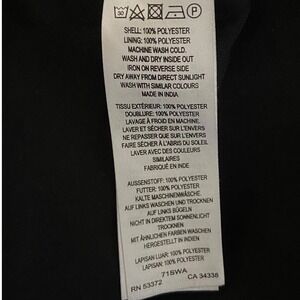 30
P
SHELL: 100% POLYESTER
LINING: 100% POLYESTER
MACHINE WASH COLD.
WASH AND DRY INSIDE OUT
IRON ON REVERSE SIDE
DRY AWAY FROM DIRECT SUNLIGHT
WASH WITH SIMILAR COLOURS
MADE IN INDIA.
TISSU EXTÉRIEUR: 100% POLYESTER
DOUBLURE: 100% POLYESTER
LAVAGE À FROID EN MACHINE.
LAVER ET SÉCHER SUR L'ENVERS
NE REPASSER QUE SUR L'ENVERS
FAIRE SÉCHER À L'ABRIS DU SOLEIL
LAVER AVEC DES COULEURS
SIMILAIRES
FABRIQUÉ EN INDE
AUSSENSTOFF: 100% POLYESTER
FUTTER: 100% POLYESTER
KALTE MASCHINENWÄSCHE.
AUF LINKS WASCHEN UND TROCKNEN
AUF LINKS BÜGELN
NICHT IN DIREKTEM SONNENLICHT
TROCKNEN
MIT ÄHNLICHEN FARBEN WASCHEN
HERGESTELLT IN INDIEN
LAPISAN LUAR: 100% POLYESTER
LAPISAN: 100% POLYESTER
715WA
RN 53372 CA 34338